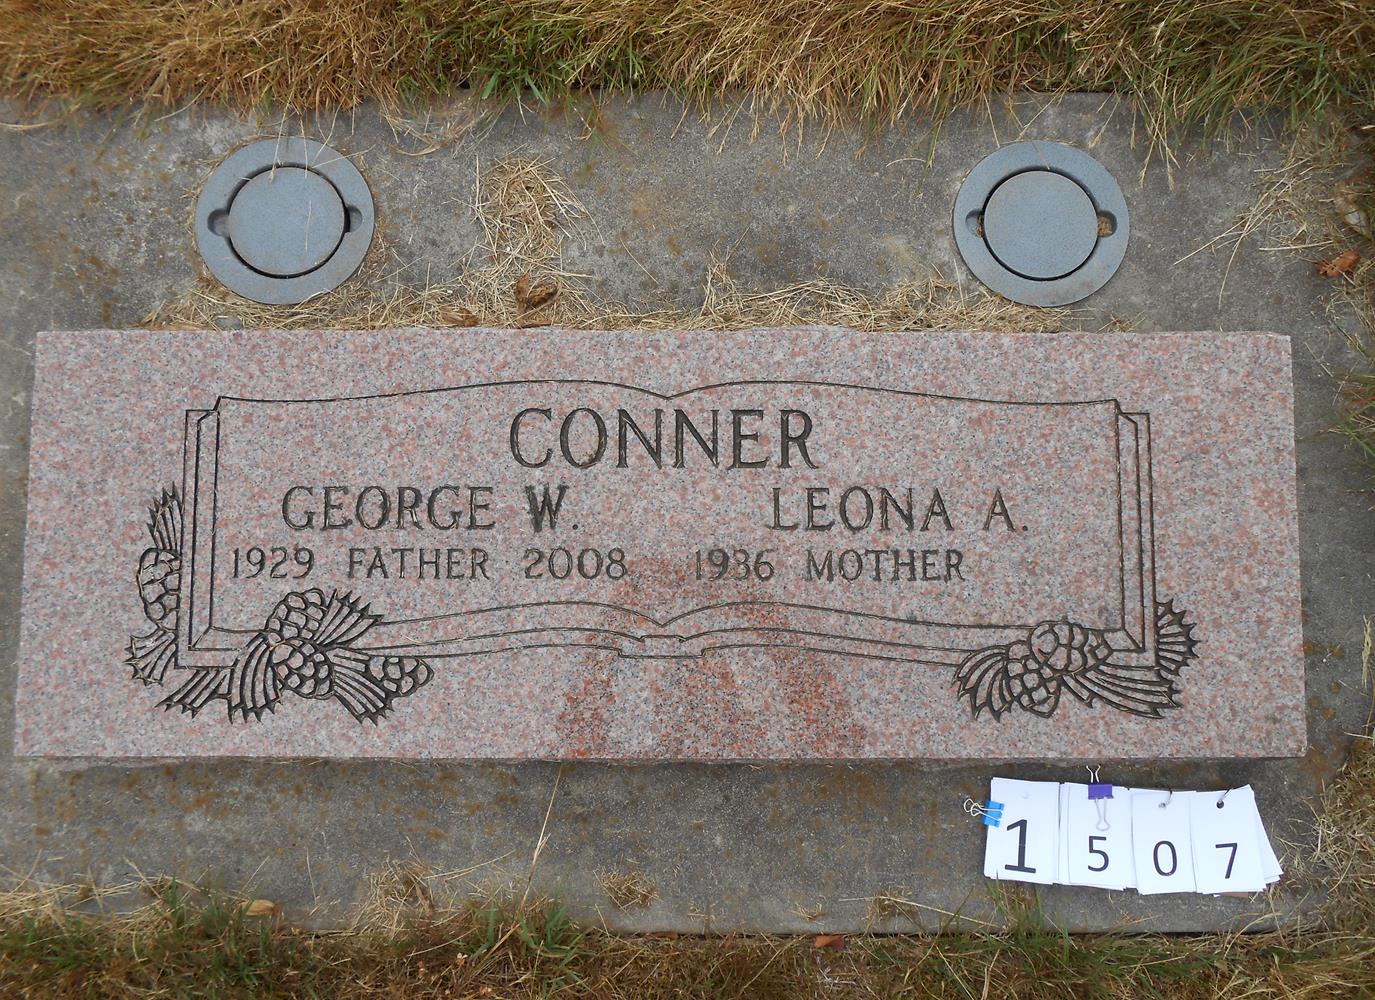 CONNER
GEORGE W. LEONA A.
1929 FATHER 2008 1936 MOTHER
1 5 0 7